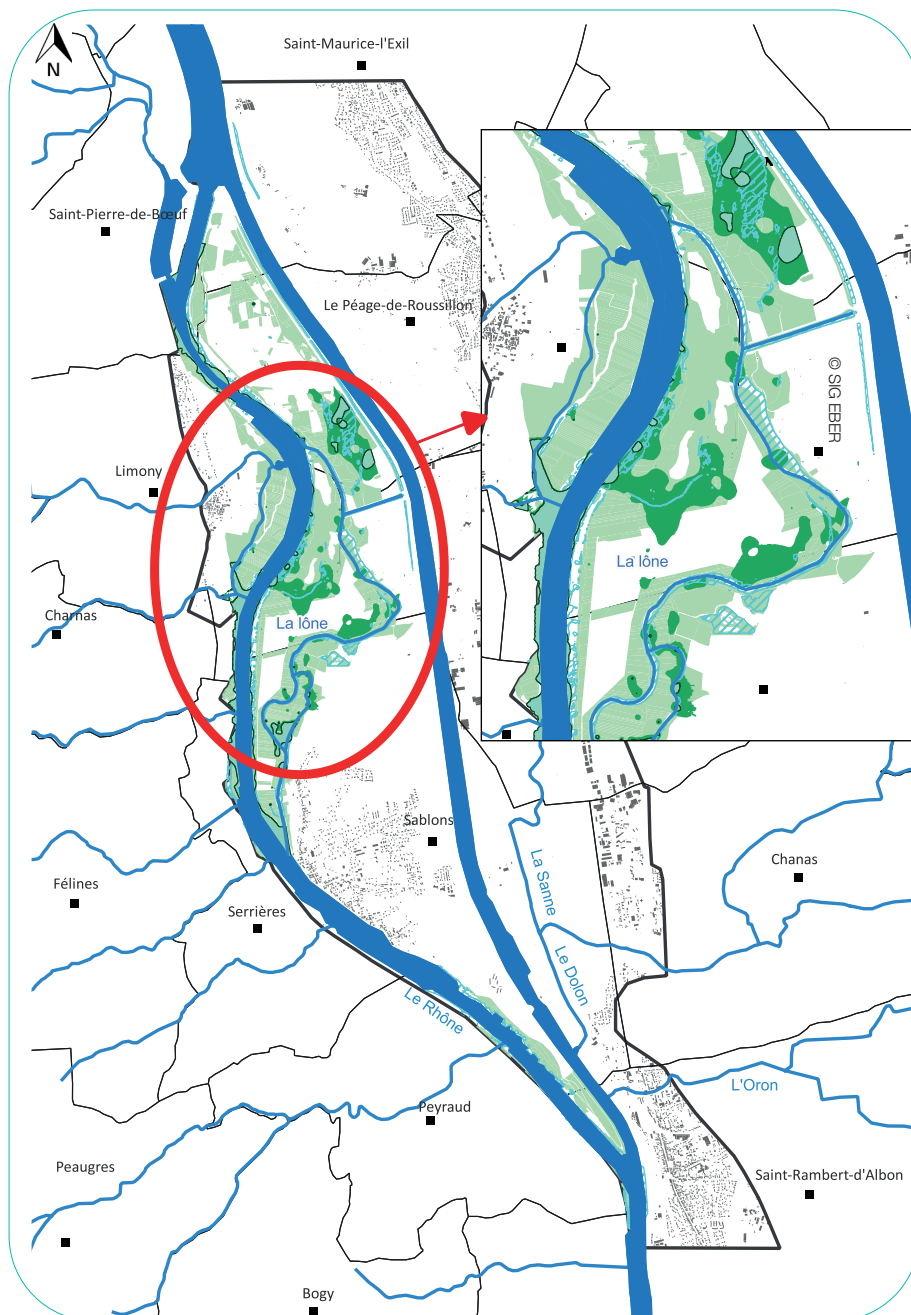 Saint-Maurice-l'Exil
N
Saint-Pierre-de-Bœuf
Le Péage-de-Roussillon
© SIG EBER
Limony
La lône
La lône
Charnas
Sablons
La Sanne
Chanas
Félines
Serrières
Le Dolon
Le Rhône
L'Oron
Peyraud
Peaugres
Saint-Rambert-d'Albon
Bogy